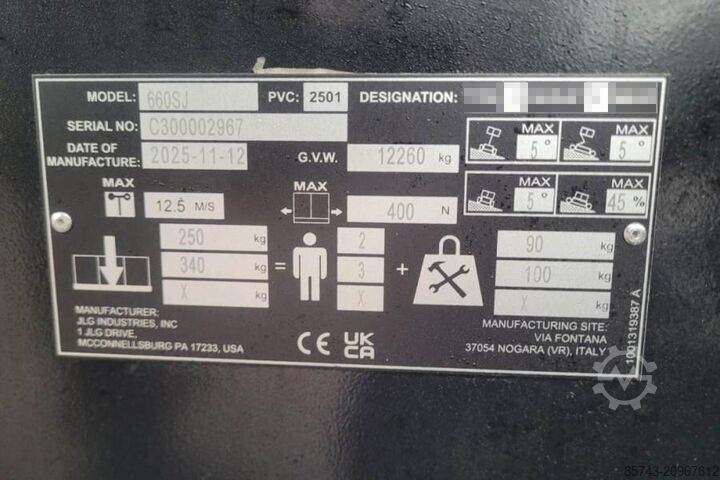 MODEL: 660SJ PVC: 2501 DESIGNATION:
SERIAL NO: C300002967
DATE OF MANUFACTURE: 2025-11-12 G.V.W. 12260 kg
MAX 5° MAX 5°
MAX 5° MAX 45 %
MAX 12.5 M/S MAX 400 N
250 kg 2 90 kg
340 kg = 3 + 100 kg
X kg X X kg
MANUFACTURER:
JLG INDUSTRIES, INC
1 JLG DRIVE,
MCCONNELLSBURG PA 17233, USA
CE UK
CA
MANUFACTURING SITE:
VIA FONTANA
37054 NOGARA (VR), ITALY
1001319387 A
85743-20967612